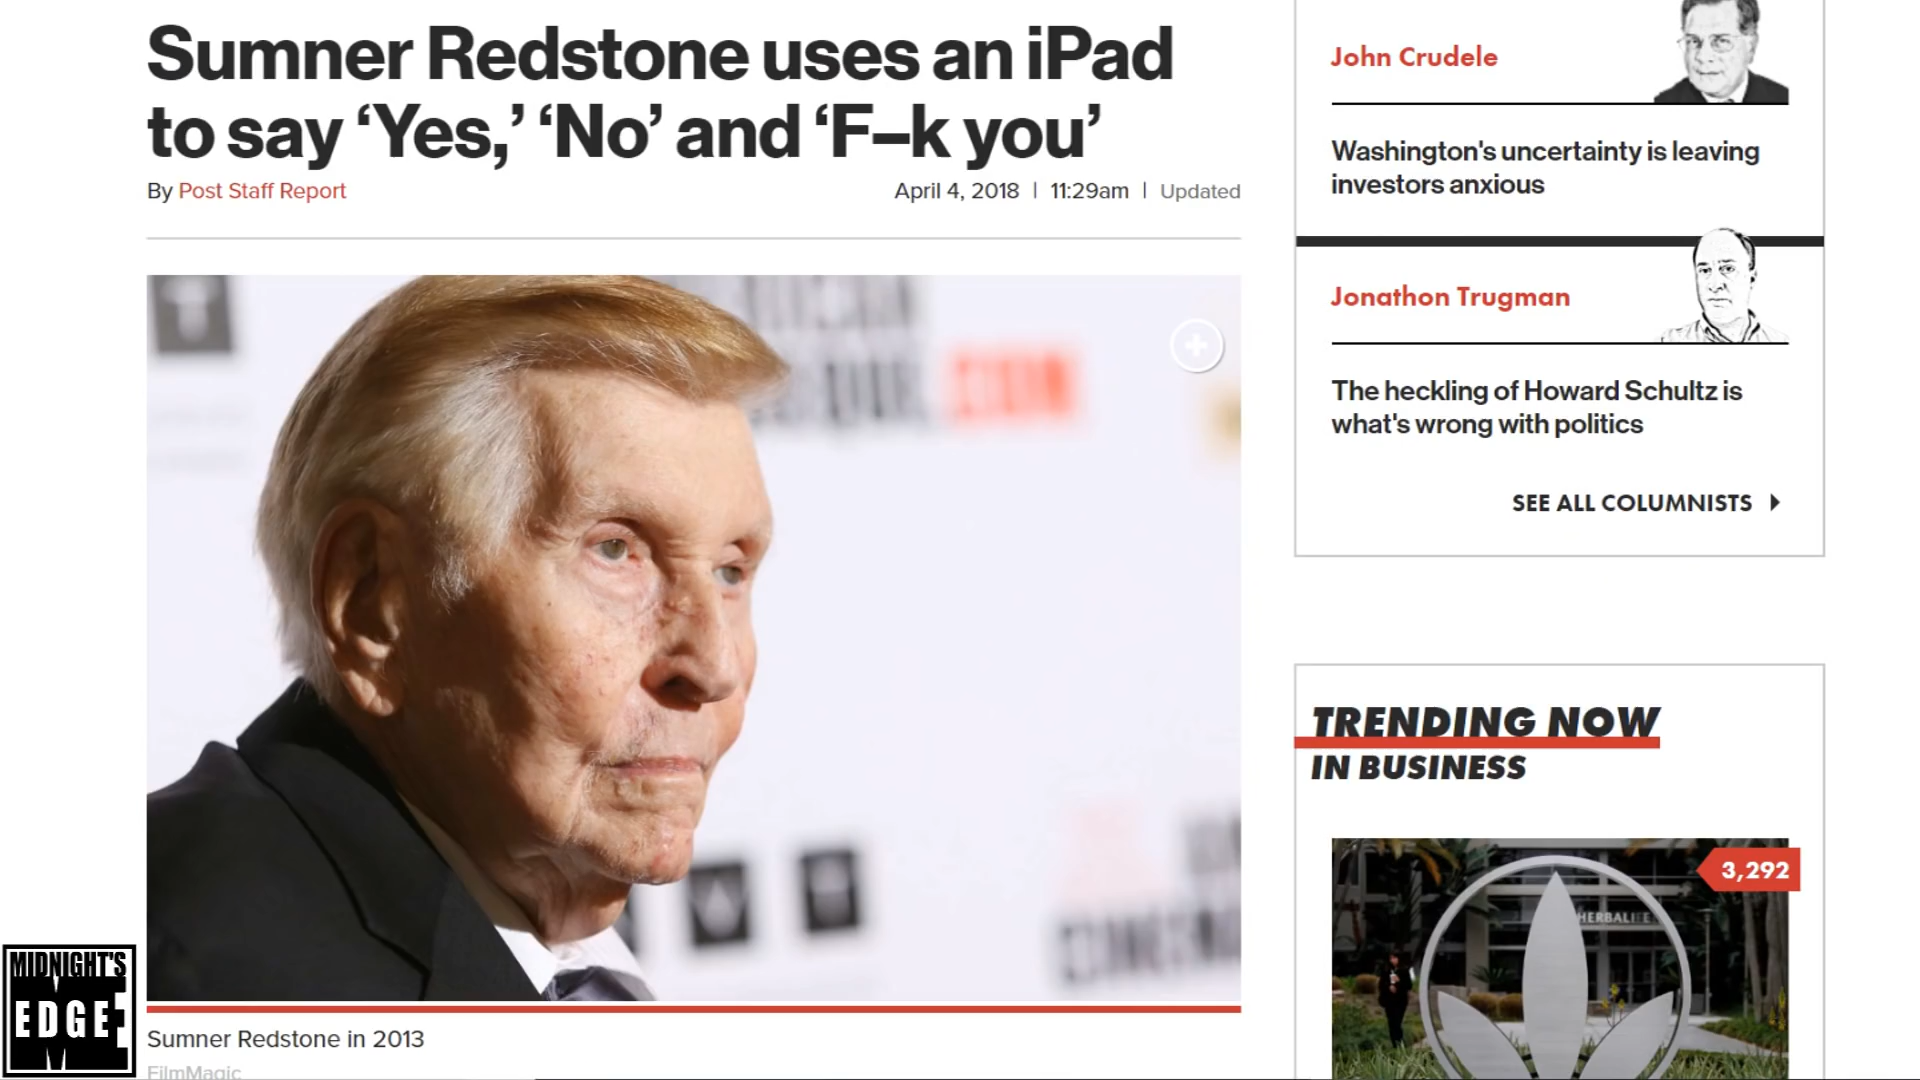 Sumner Redstone uses an iPad
to say ‘Yes,’ ‘No’ and ‘F–k you’
By Post Staff Report
April 4, 2018 | 11:29am | Updated
.COM
Sumner Redstone in 2013
FilmMagic
MIDNIGHT'S
EDGE
John Crudele
Washington's uncertainty is leaving
investors anxious
Jonathon Trugman
The heckling of Howard Schultz is
what's wrong with politics
SEE ALL COLUMNISTS
TRENDING NOW
IN BUSINESS
3,292
HERBALIFE